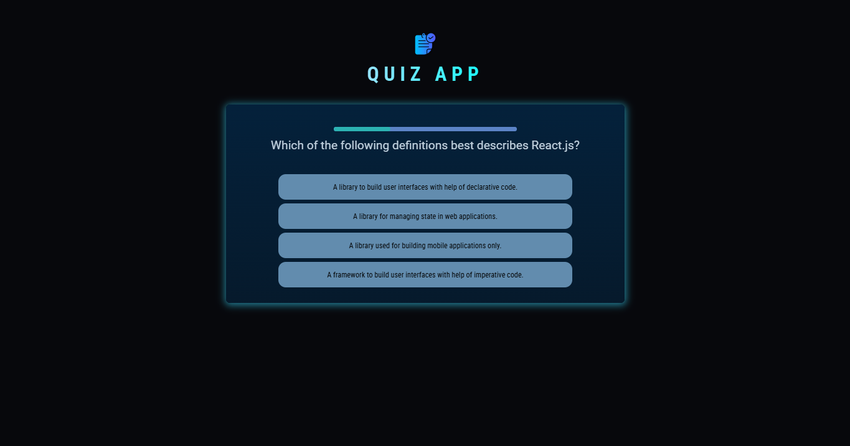 QUIZ APP
Which of the following definitions best describes React.js?
A library to build user interfaces with help of declarative code.
A library for managing state in web applications.
A library used for building mobile applications only.
A framework to build user interfaces with help of imperative code.